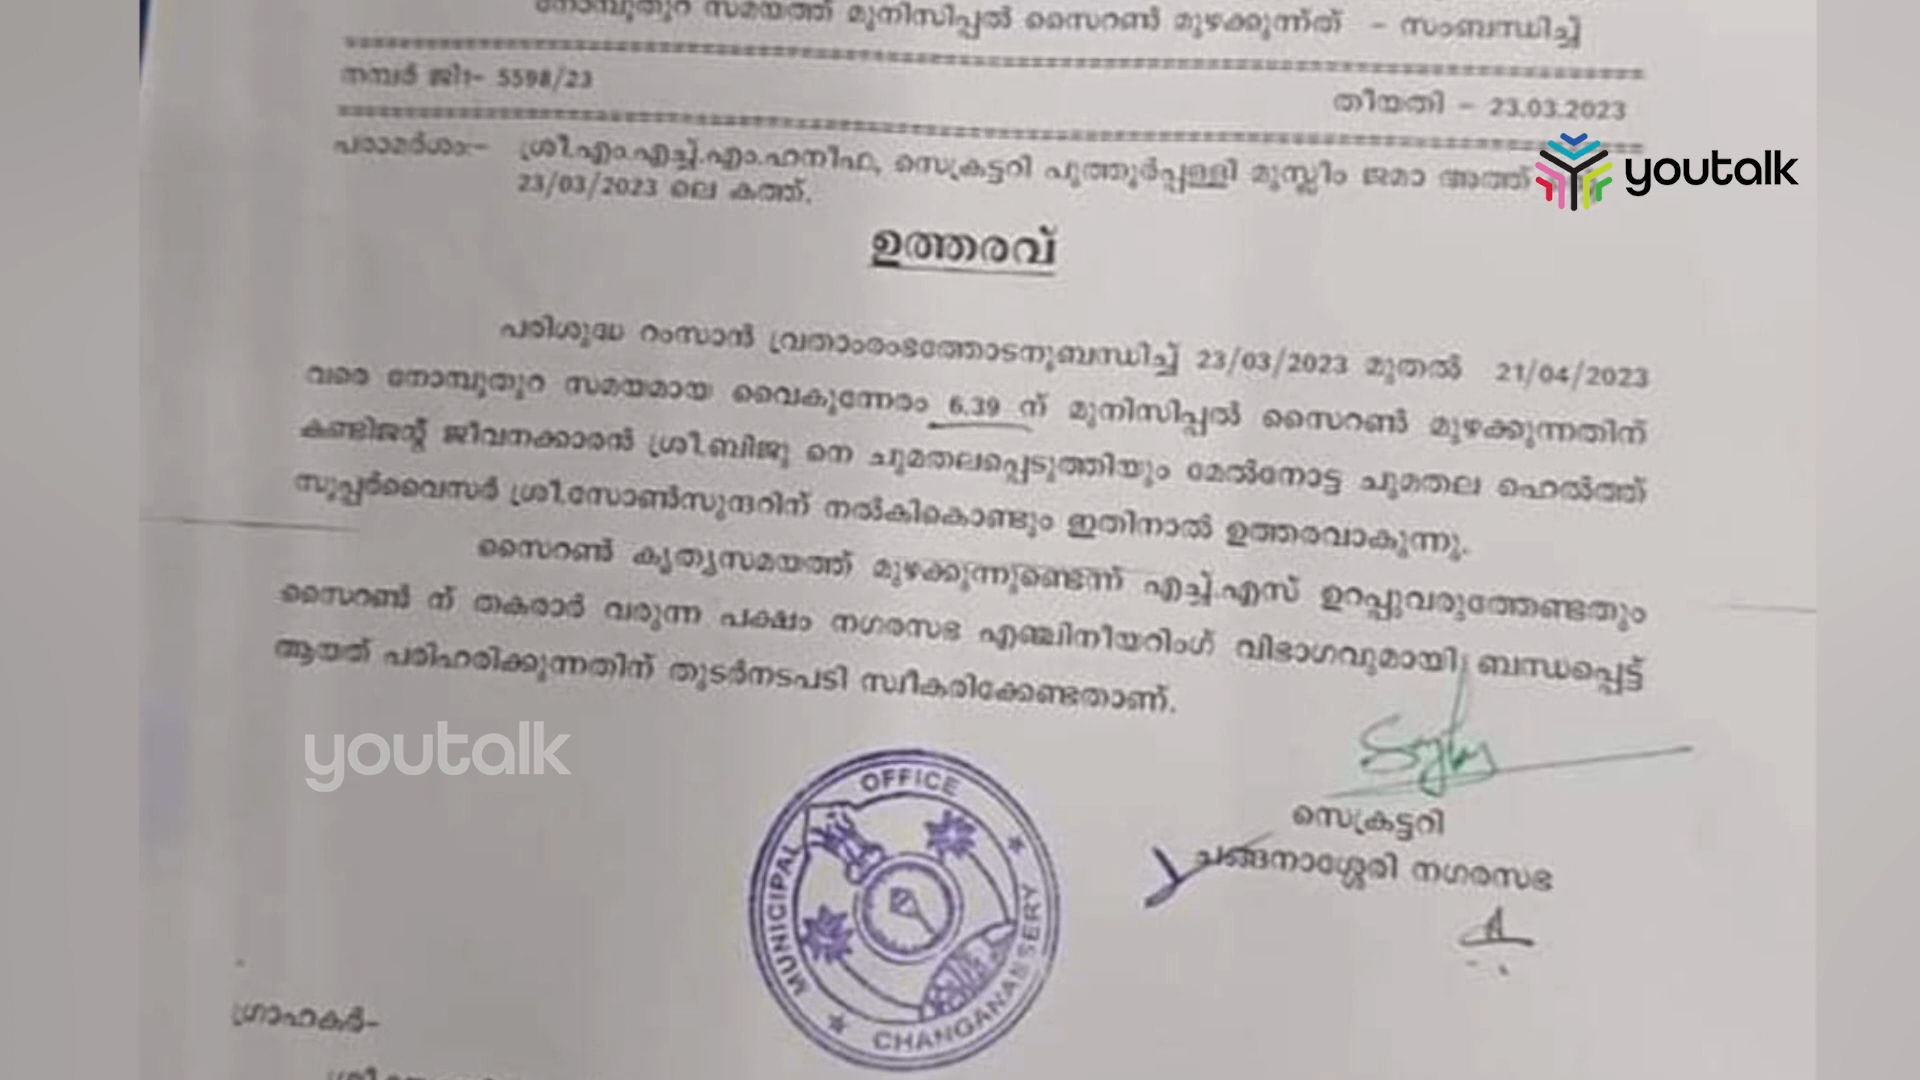 നോമ്പുതുറ സമയത്ത് മുനിസിപ്പൽ സൈറൺ മുഴക്കുന്ന്ത് - സംബന്ധിച്ച്
നമ്പർ ജി1- 5598/23
തീയതി - 23.03.2023
പരാമർശം:- ശ്രീ.എം.എച്ച്.എം.ഹനീഫ, സെക്രട്ടറി പുത്തൂർപ്പള്ളി മുസ്ലിം ജമാ അത്ത്
youtalk
23/03/2023 ലെ കത്ത്.
ഉത്തരവ്
പരിശുദ്ധ റംസാൻ വ്രതാംരംഭത്തോടനുബന്ധിച്ച് 23/03/2023 മുതൽ 21/04/2023
വരെ നോമ്പുതുറ സമയമായ വൈകുന്നേരം 6.39 ന് മുനിസിപ്പൽ സൈറൺ മുഴക്കുന്നതിന്
കണ്ടിജന്റ് ജീവനക്കാരൻ ശ്രീ.ബിജു നെ ചുമതലപ്പെടുത്തിയും മേൽനോട്ട ചുമതല ഹെൽത്ത്
സൂപ്പർവൈസർ ശ്രീ.സോൺസുന്ദറിന് നൽകികൊണ്ടും ഇതിനാൽ ഉത്തരവാകുന്നു.
സൈറൺ കൃത്യസമയത്ത് മുഴക്കുന്നുണ്ടെന്ന് എച്ച്.എസ് ഉറപ്പുവരുത്തേണ്ടതും
സൈറൺ ന് തകരാർ വരുന്ന പക്ഷം നഗരസഭ എഞ്ചിനീയറിംഗ് വിഭാഗവുമായി ബന്ധപ്പെട്ട്
ആയത് പരിഹരിക്കുന്നതിന് തുടർനടപടി സ്വീകരിക്കേണ്ടതാണ്.
youtalk
MUNICIPAL OFFICE
CHANGANASSERY
സെക്രട്ടറി
ചങ്ങനാശ്ശേരി നഗരസഭ
ഗ്രാഹകർ-